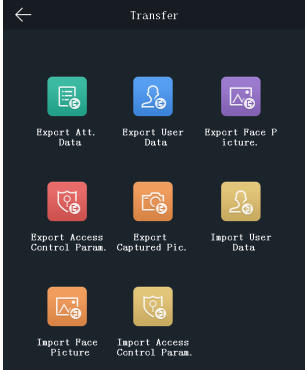 Transfer
Export Att.
Data
Export User
Data
Export Face P
icture.
Export Access
Control Param.
Export
Captured Pic.
Import User
Data
Import Face
Picture
Import Access
Control Param.